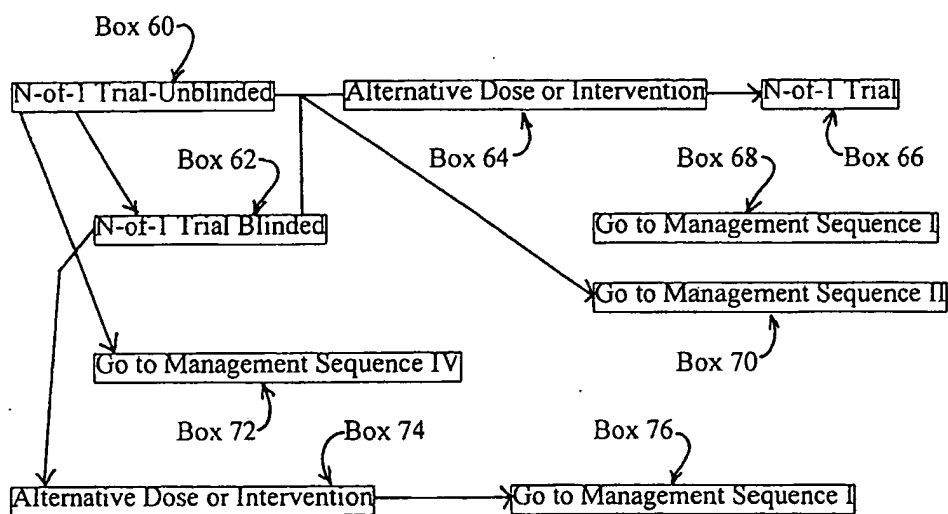 Box 60
N-of-1 Trial-Unblinded
Alternative Dose or Intervention
N-of-1 Trial
Box 62
Box 64
Box 68
Box 66
N-of-1 Trial Blinded
Go to Management Sequence I
Go to Management Sequence II
Box 70
Go to Management Sequence IV
Box 72
Box 74
Box 76
Alternative Dose or Intervention
Go to Management Sequence I